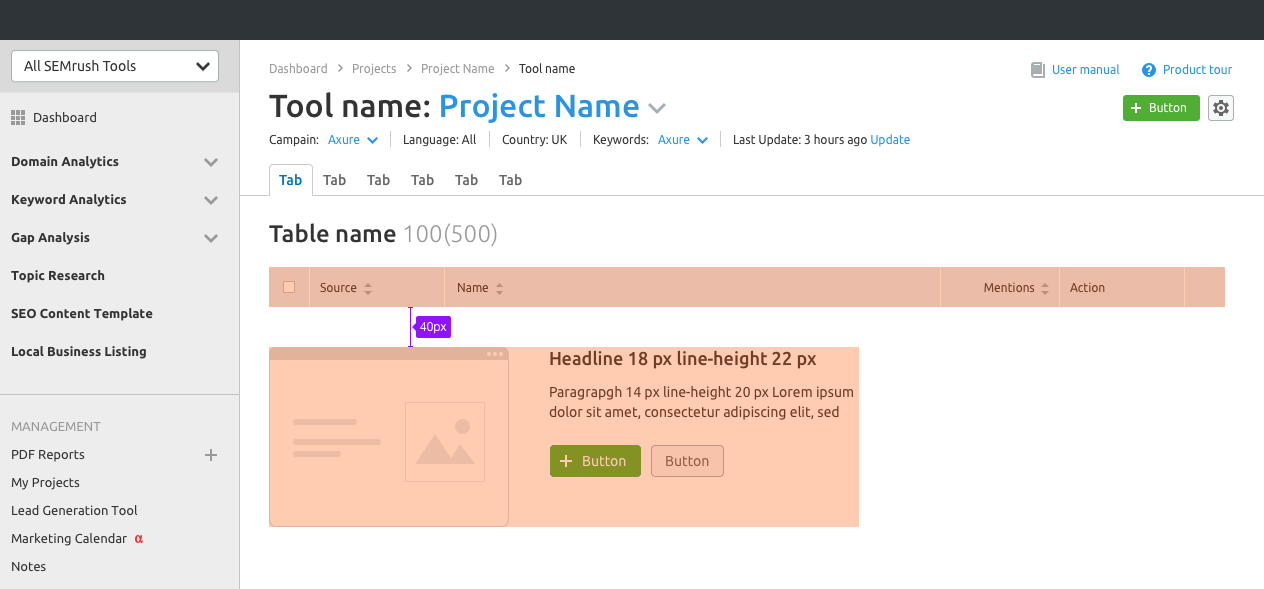 All SEMrush Tools
Dashboard
Domain Analytics
Keyword Analytics
Gap Analysis
Topic Research
SEO Content Template
Local Business Listing
MANAGEMENT
PDF Reports
My Projects
Lead Generation Tool
Marketing Calendar α
Notes
Dashboard > Projects > Project Name > Tool name
User manual
Product tour
Tool name: Project Name
+ Button
Campain: Axure Language: All Country: UK Keywords: Axure Last Update: 3 hours ago Update
Tab Tab Tab Tab Tab Tab
Table name 100(500)
Source Name Mentions Action
40px
Headline 18 px line-height 22 px
Paragrapgh 14 px line-height 20 px Lorem ipsum
dolor sit amet, consectetur adipiscing elit, sed
+ Button Button